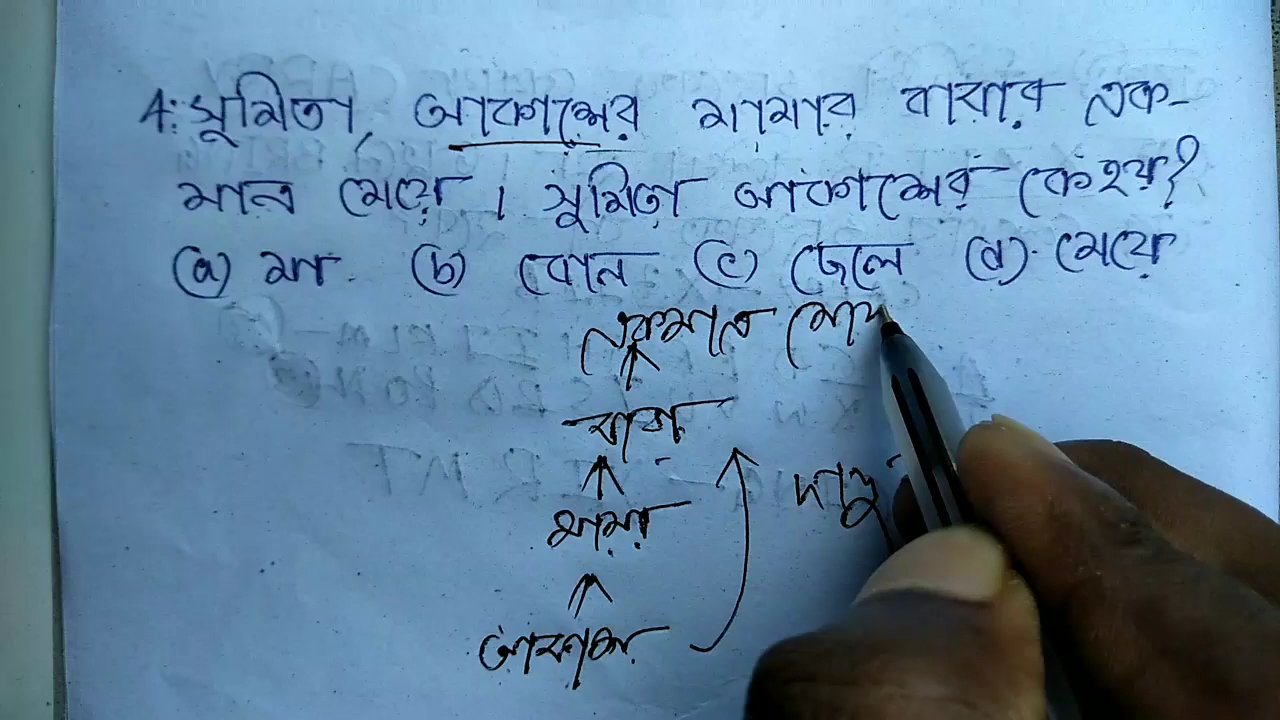 4. সুমিতা, আকাশের মামার বাবার এক-
মাত্র মেয়ে । সুমিতা আকাশের কে হয়?
(a) মা (b) বোন (c) ছেলে (d) মেয়ে
একমাত্র
বাবা
মামা
দাদু
আকাশ